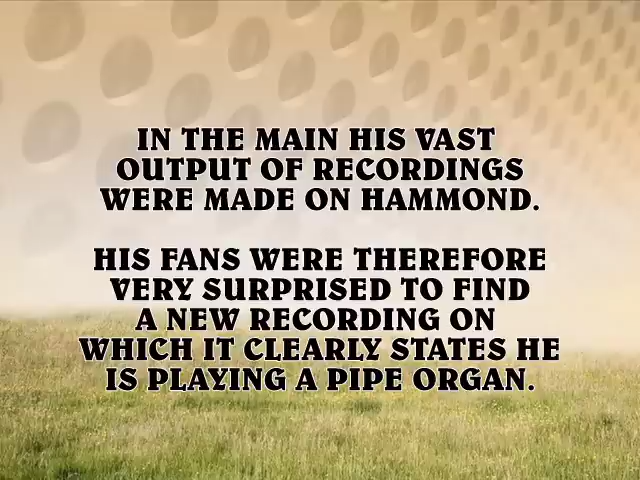 IN THE MAIN HIS VAST
OUTPUT OF RECORDINGS
WERE MADE ON HAMMOND.
HIS FANS WERE THEREFORE
VERY SURPRISED TO FIND
A NEW RECORDING ON
WHICH IT CLEARLY STATES HE
IS PLAYING A PIPE ORGAN.